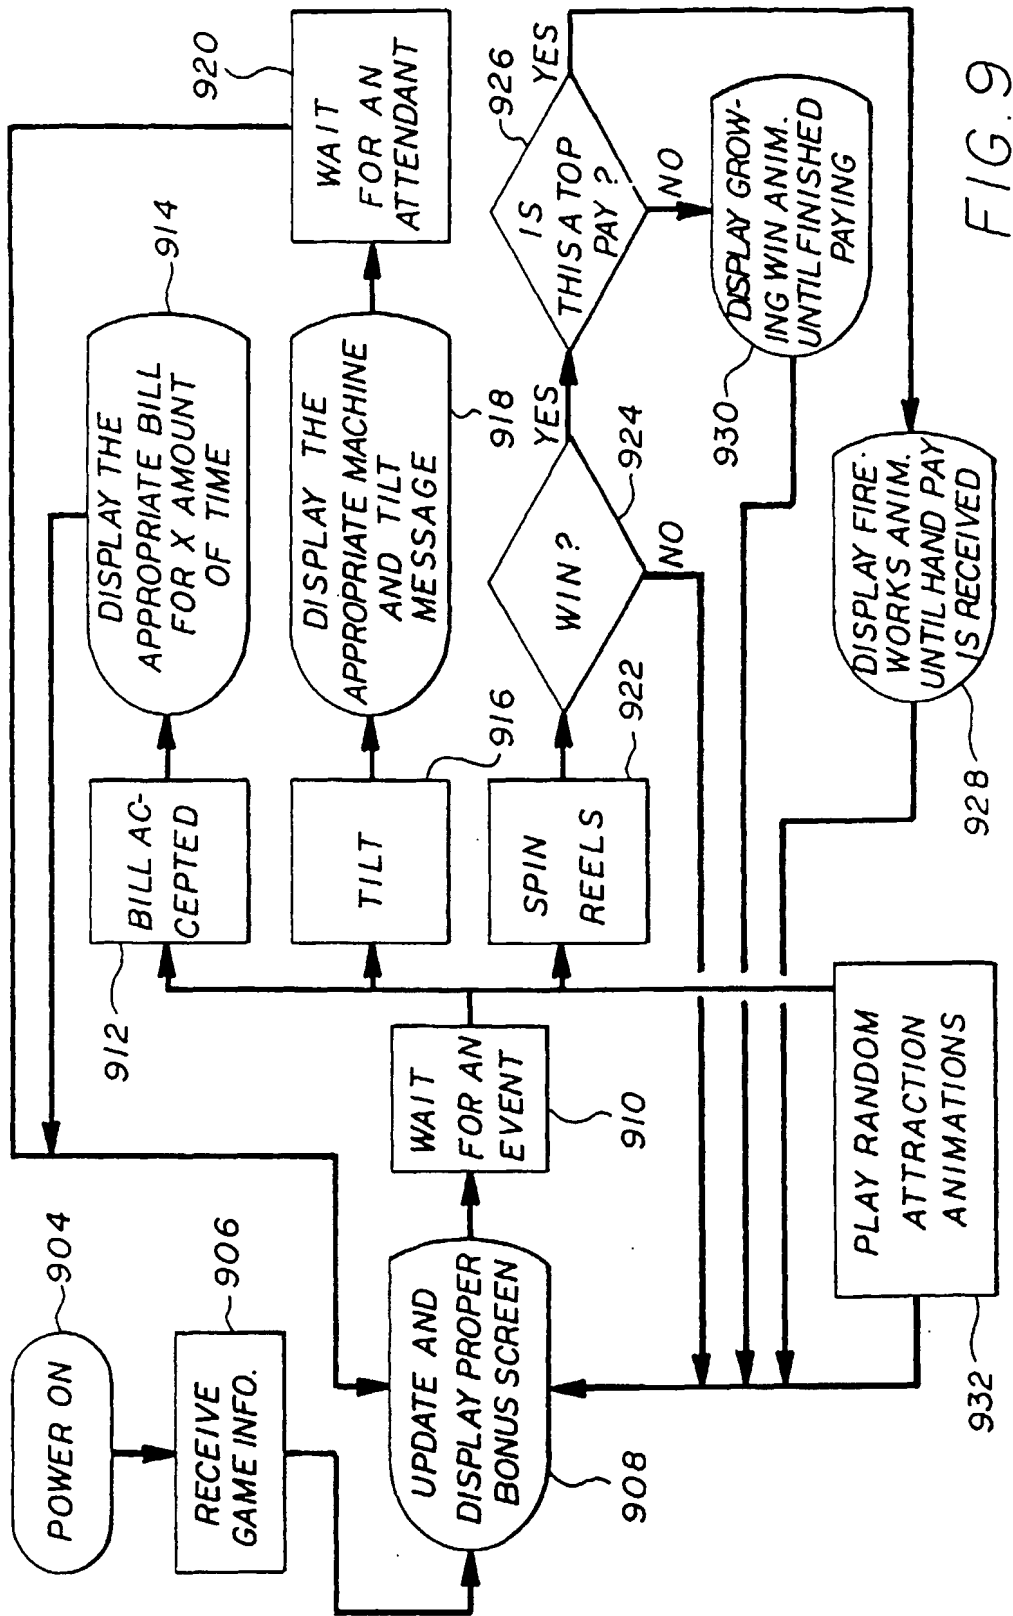 POWER ON
904
RECEIVE
GAME INFO.
906
UPDATE AND
DISPLAY PROPER
BONUS SCREEN
908
WAIT
FOR AN
EVENT
910
BILL AC-
CEPTED
912
DISPLAY THE
APPROPRIATE BILL
FOR X AMOUNT
OF TIME
914
TILT
916
DISPLAY THE
APPROPRIATE MACHINE
AND TILT
MESSAGE
918
WAIT
FOR AN
ATTENDANT
920
SPIN
REELS
922
WIN?
924
YES
NO
IS
THIS A TOP
PAY?
926
YES
NO
DISPLAY GROW-
ING WIN ANIM.
UNTIL FINISHED
PAYING
930
DISPLAY FIRE-
WORKS ANIM.
UNTIL HAND PAY
IS RECEIVED
928
PLAY RANDOM
ATTRACTION
ANIMATIONS
932
FIG. 9